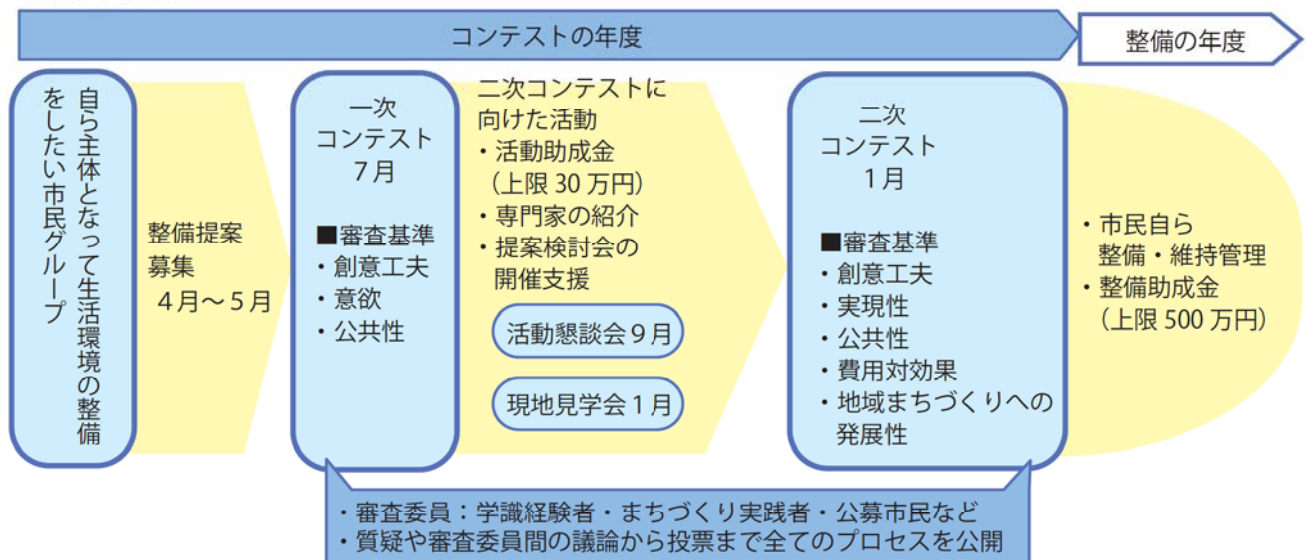 コンテストの年度
整備の年度
自ら主体となって生活環境の整備
をしたい市民グループ
整備提案
募集
４月〜５月
一次
コンテスト
７月
■審査基準
・創意工夫
・意欲
・公共性
二次コンテストに
向けた活動
・活動助成金
（上限 30 万円）
・専門家の紹介
・提案検討会の
開催支援
活動懇談会９月
現地見学会１月
二次
コンテスト
１月
■審査基準
・創意工夫
・実現性
・公共性
・費用対効果
・地域まちづくりへの
発展性
・市民自ら
整備・維持管理
・整備助成金
（上限 500 万円）
・審査委員：学識経験者・まちづくり実践者・公募市民など
・質疑や審査委員間の議論から投票まで全てのプロセスを公開